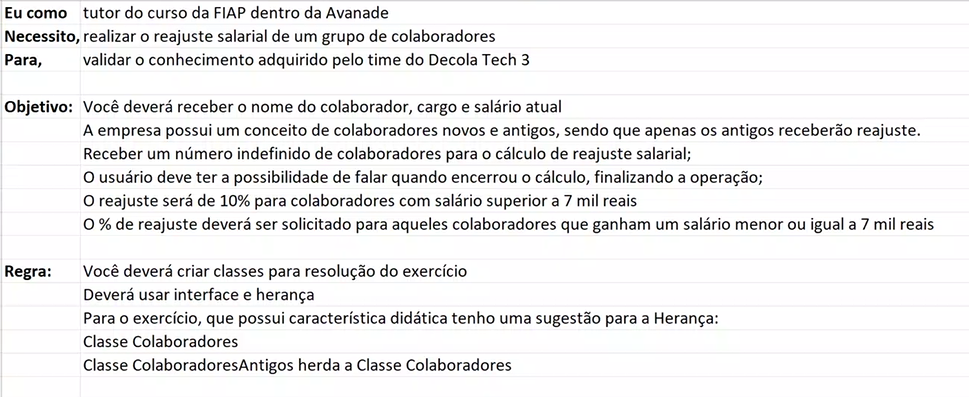 Eu como tutor do curso da FIAP dentro da Avanade
Necessito, realizar o reajuste salarial de um grupo de colaboradores
Para, validar o conhecimento adquirido pelo time do Decola Tech 3
Objetivo: Você deverá receber o nome do colaborador, cargo e salário atual
A empresa possui um conceito de colaboradores novos e antigos, sendo que apenas os antigos receberão reajuste.
Receber um número indefinido de colaboradores para o cálculo de reajuste salarial;
O usuário deve ter a possibilidade de falar quando encerrou o cálculo, finalizando a operação;
O reajuste será de 10% para colaboradores com salário superior a 7 mil reais
O % de reajuste deverá ser solicitado para aqueles colaboradores que ganham um salário menor ou igual a 7 mil reais
Regra: Você deverá criar classes para resolução do exercício
Deverá usar interface e herança
Para o exercício, que possui característica didática tenho uma sugestão para a Herança:
Classe Colaboradores
Classe ColaboradoresAntigos herda a Classe Colaboradores